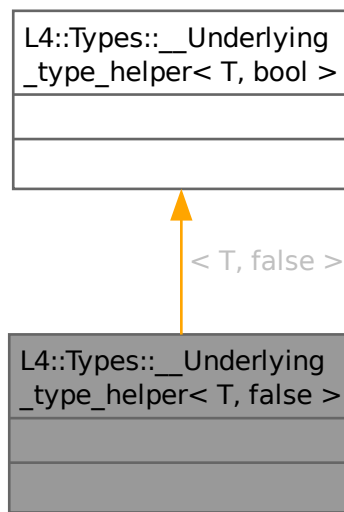 L4::Types::__Underlying
_type_helper< T, bool >
< T, false >
L4::Types::__Underlying
_type_helper< T, false >